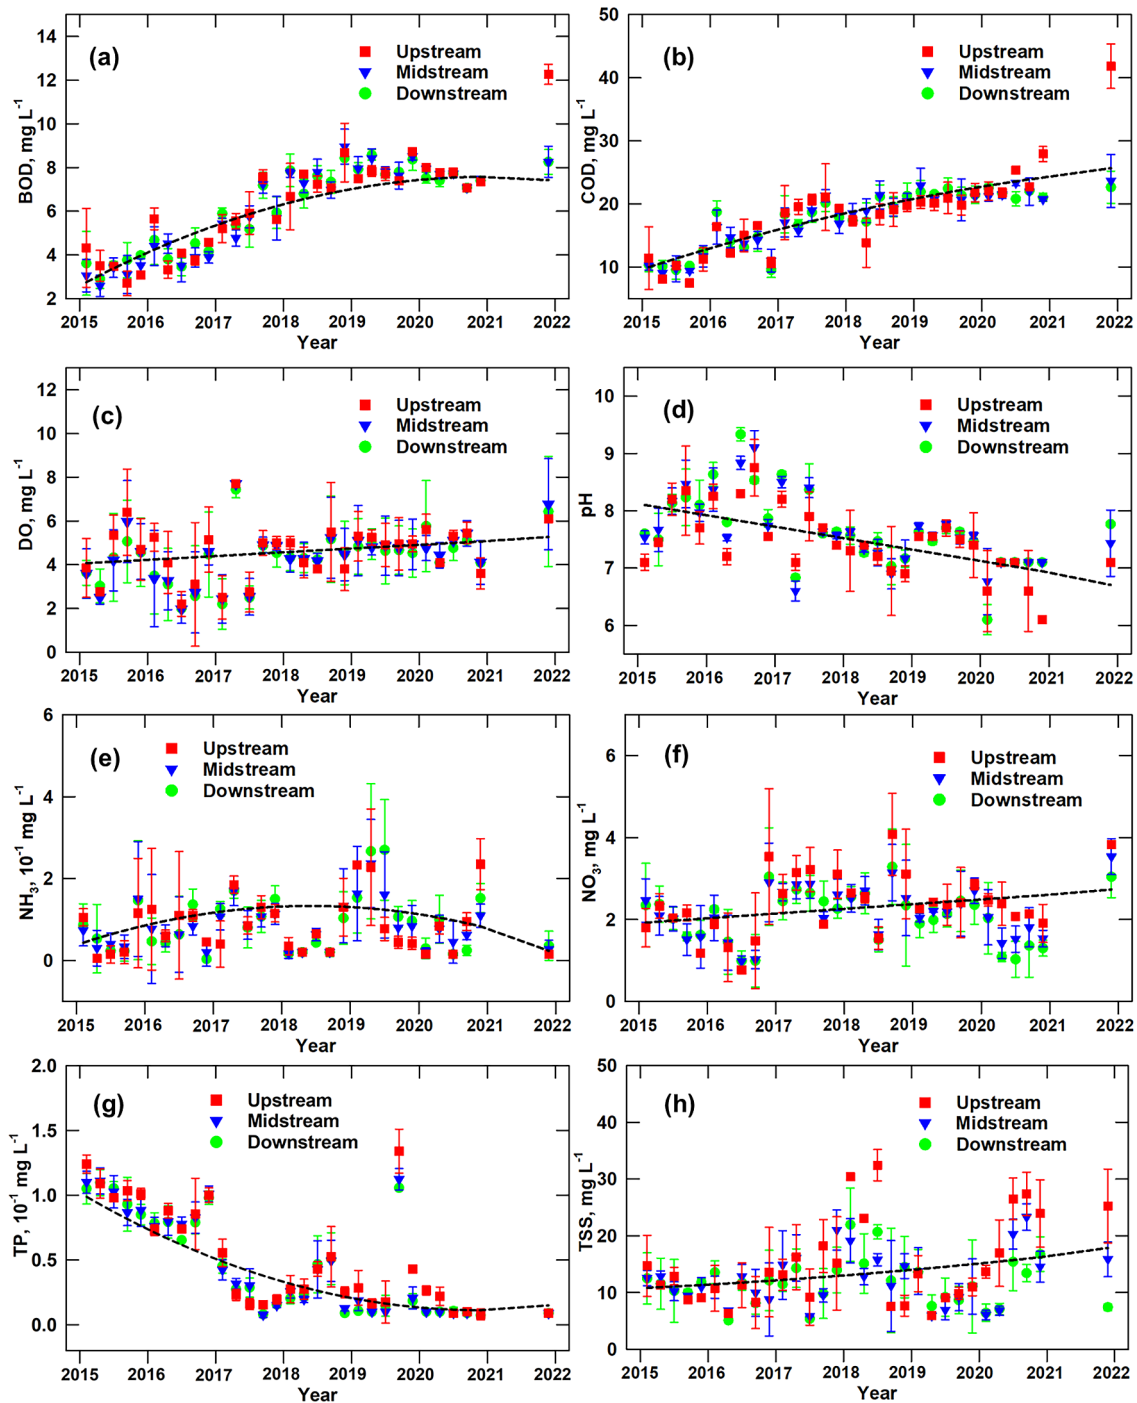 (a)
Upstream
Midstream
Downstream
BOD, mg L-1
14
12
10
8
6
4
2
2015 2016 2017 2018 2019 2020 2021 2022
Year
(b)
Upstream
Midstream
Downstream
COD, mg L-1
50
40
30
20
10
2015 2016 2017 2018 2019 2020 2021 2022
Year
(c)
Upstream
Midstream
Downstream
DO, mg L-1
12
10
8
6
4
2
0
2015 2016 2017 2018 2019 2020 2021 2022
Year
(d)
Upstream
Midstream
Downstream
pH
10
9
8
7
6
2015 2016 2017 2018 2019 2020 2021 2022
Year
(e)
Upstream
Midstream
Downstream
NH3, 10-1 mg L-1
6
4
2
0
2015 2016 2017 2018 2019 2020 2021 2022
Year
(f)
Upstream
Midstream
Downstream
NO3, mg L-1
6
4
2
0
2015 2016 2017 2018 2019 2020 2021 2022
Year
(g)
Upstream
Midstream
Downstream
TP, 10-1 mg L-1
2.0
1.5
1.0
0.5
0.0
2015 2016 2017 2018 2019 2020 2021 2022
Year
(h)
Upstream
Midstream
Downstream
TSS, mg L-1
50
40
30
20
10
0
2015 2016 2017 2018 2019 2020 2021 2022
Year